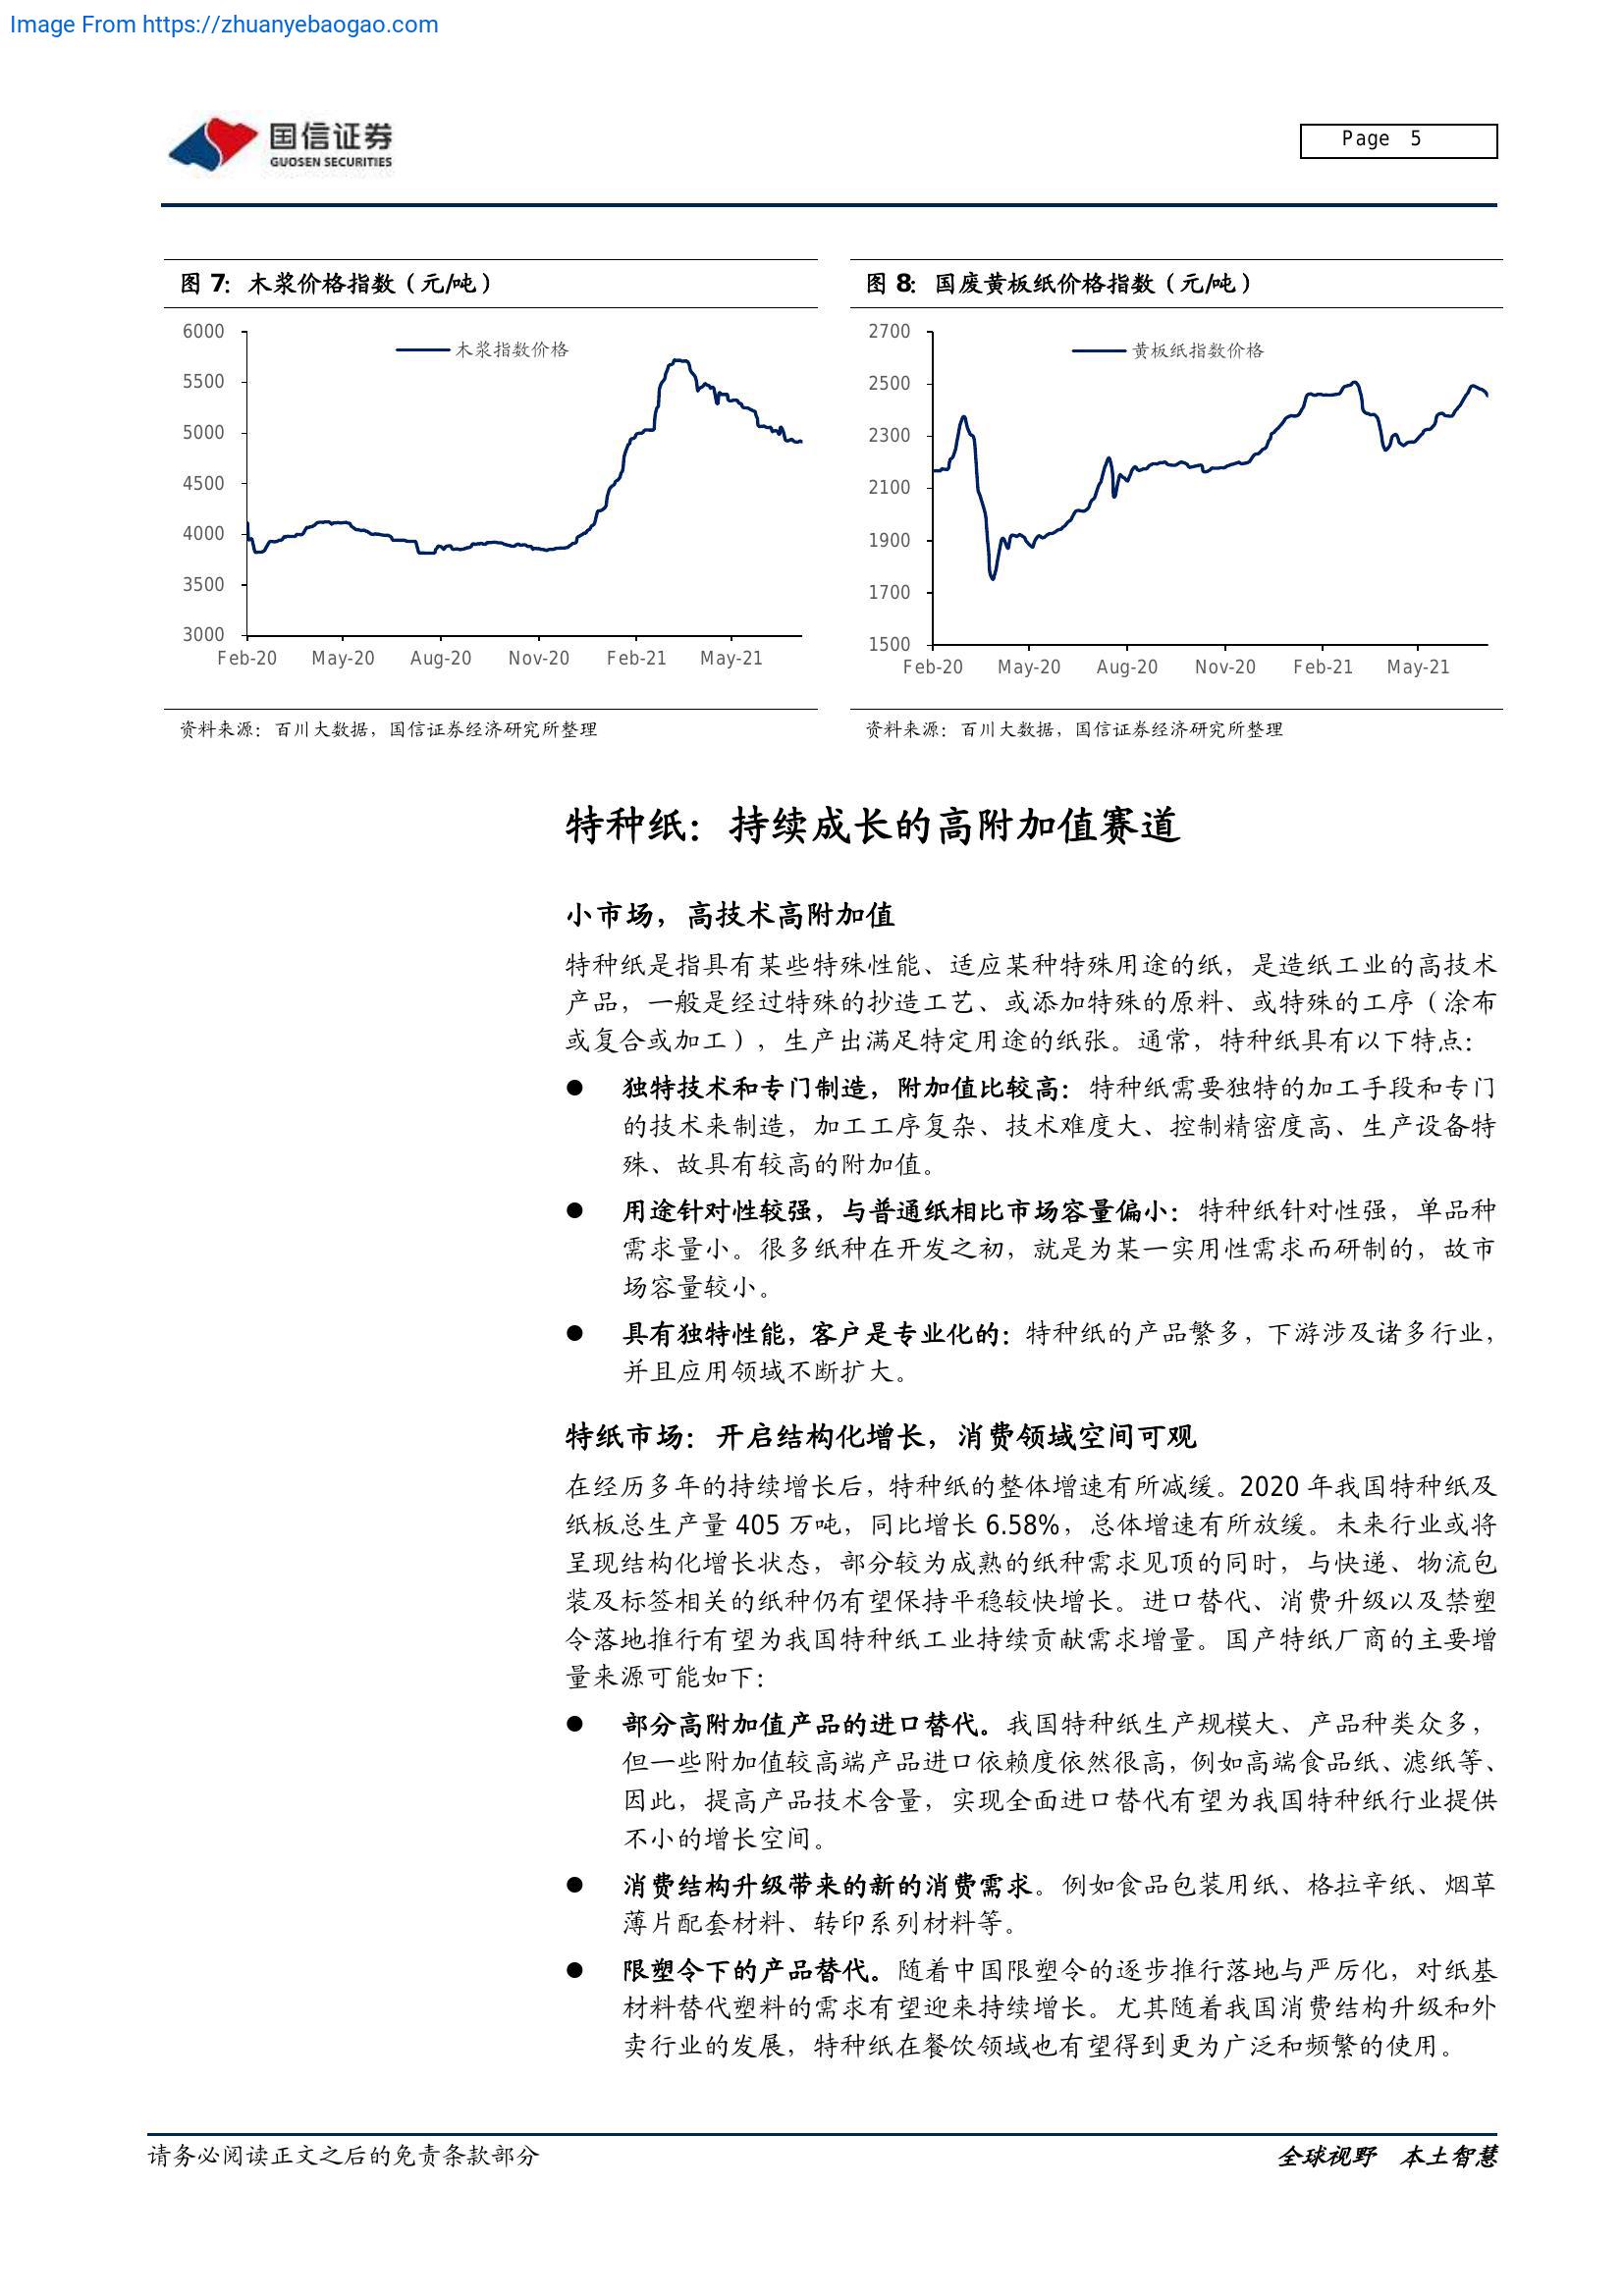 Image From https://zhuanyebaogao.com
国信证券
GUOSEN SECURITIES
Page 5
图 7：木浆价格指数（元/吨）
6000
5500
5000
4500
4000
3500
3000
木浆指数价格
Feb-20 May-20 Aug-20 Nov-20 Feb-21 May-21
资料来源：百川大数据，国信证券经济研究所整理
图 8：国废黄板纸价格指数（元/吨）
2700
2500
2300
2100
1900
1700
1500
黄板纸指数价格
Feb-20 May-20 Aug-20 Nov-20 Feb-21 May-21
资料来源：百川大数据，国信证券经济研究所整理
特种纸：持续成长的高附加值赛道
小市场，高技术高附加值
特种纸是指具有某些特殊性能、适应某种特殊用途的纸，是造纸工业的高技术
产品，一般是经过特殊的抄造工艺、或添加特殊的原料、或特殊的工序（涂布
或复合或加工），生产出满足特定用途的纸张。通常，特种纸具有以下特点：
● 独特技术和专门制造，附加值比较高：特种纸需要独特的加工手段和专门
的技术来制造，加工工序复杂、技术难度大、控制精密度高、生产设备特
殊、故具有较高的附加值。
● 用途针对性较强，与普通纸相比市场容量偏小：特种纸针对性强，单品种
需求量小。很多纸种在开发之初，就是为某一实用性需求而研制的，故市
场容量较小。
● 具有独特性能，客户是专业化的：特种纸的产品繁多，下游涉及诸多行业，
并且应用领域不断扩大。
特纸市场：开启结构化增长，消费领域空间可观
在经历多年的持续增长后，特种纸的整体增速有所减缓。2020 年我国特种纸及
纸板总生产量 405 万吨，同比增长 6.58%，总体增速有所放缓。未来行业或将
呈现结构化增长状态，部分较为成熟的纸种需求见顶的同时，与快递、物流包
装及标签相关的纸种仍有望保持平稳较快增长。进口替代、消费升级以及禁塑
令落地推行有望为我国特种纸工业持续贡献需求增量。国产特纸厂商的主要增
量来源可能如下：
● 部分高附加值产品的进口替代。我国特种纸生产规模大、产品种类众多，
但一些附加值较高端产品进口依赖度依然很高，例如高端食品纸、滤纸等、
因此，提高产品技术含量，实现全面进口替代有望为我国特种纸行业提供
不小的增长空间。
● 消费结构升级带来的新的消费需求。例如食品包装用纸、格拉辛纸、烟草
薄片配套材料、转印系列材料等。
● 限塑令下的产品替代。随着中国限塑令的逐步推行落地与严厉化，对纸基
材料替代塑料的需求有望迎来持续增长。尤其随着我国消费结构升级和外
卖行业的发展，特种纸在餐饮领域也有望得到更为广泛和频繁的使用。
请务必阅读正文之后的免责条款部分
全球视野 本土智慧